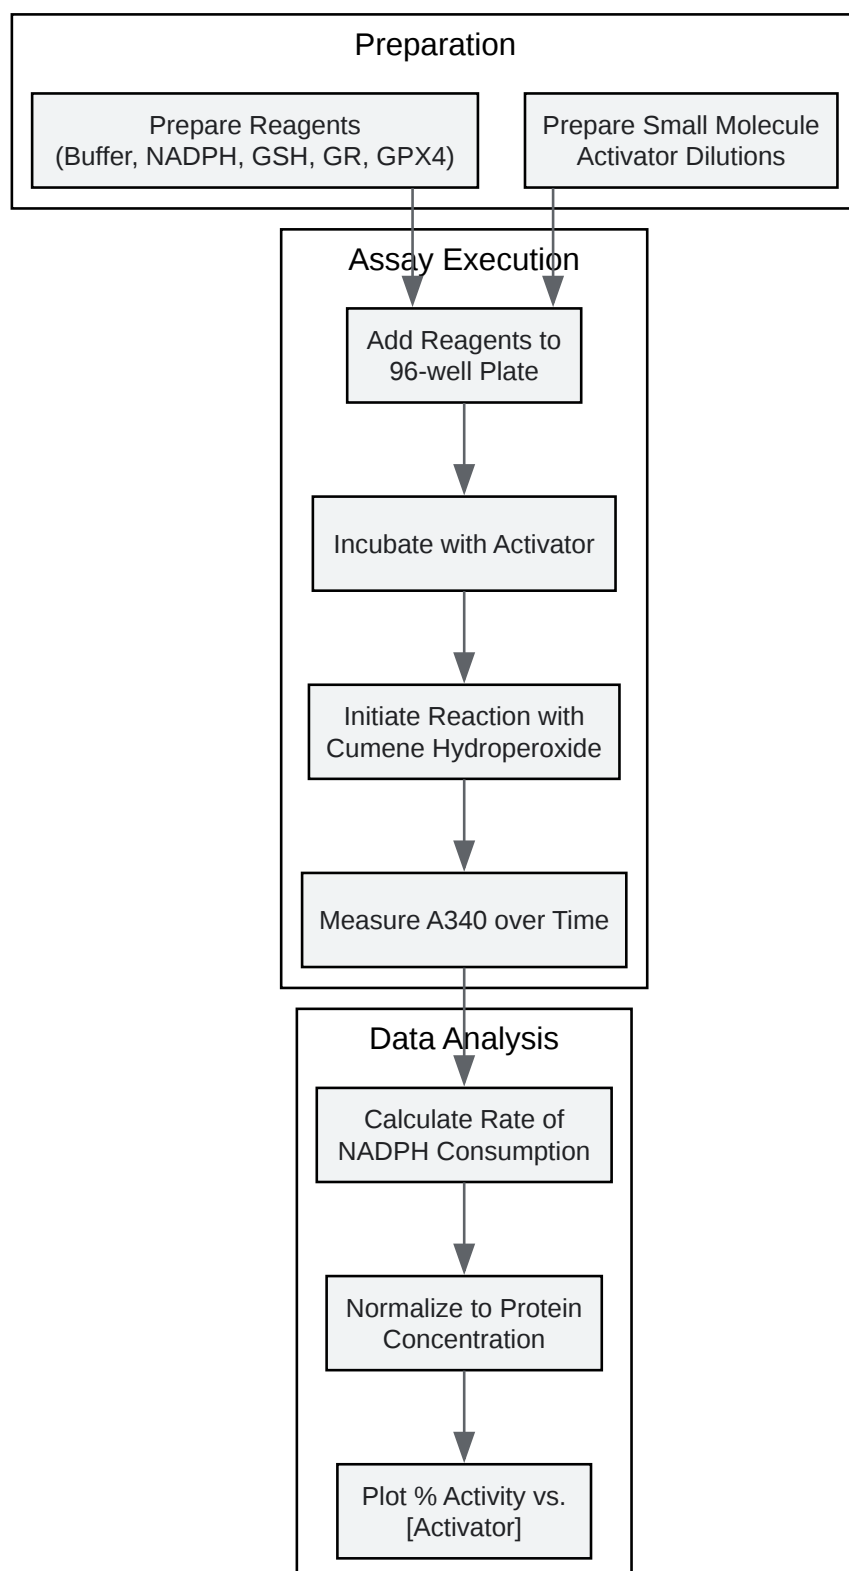 Preparation
Prepare Reagents
(Buffer, NADPH, GSH, GR, GPX4)
Prepare Small Molecule
Activator Dilutions
Assay Execution
Add Reagents to
96-well Plate
Incubate with Activator
Initiate Reaction with
Cumene Hydroperoxide
Measure A340 over Time
Data Analysis
Calculate Rate of
NADPH Consumption
Normalize to Protein
Concentration
Plot % Activity vs.
[Activator]